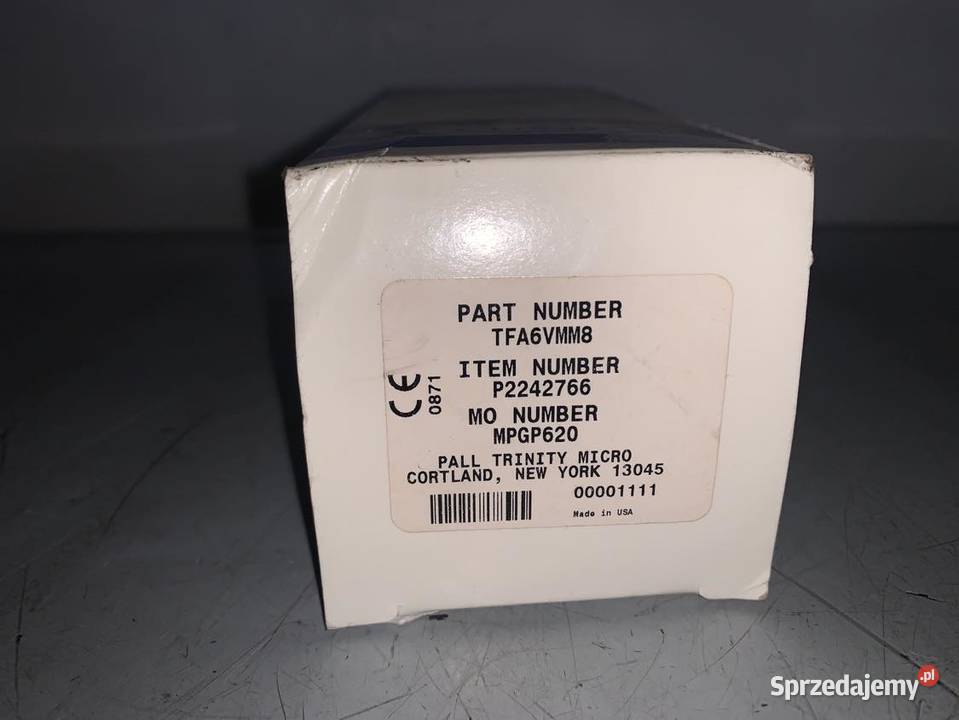 PART NUMBER
TFA6VMM8
ITEM NUMBER
P2242766
CE 0871
MO NUMBER
MPGP620
PALL TRINITY MICRO
CORTLAND, NEW YORK 13045
00001111
Made in USA
Sprzedajemy.pl